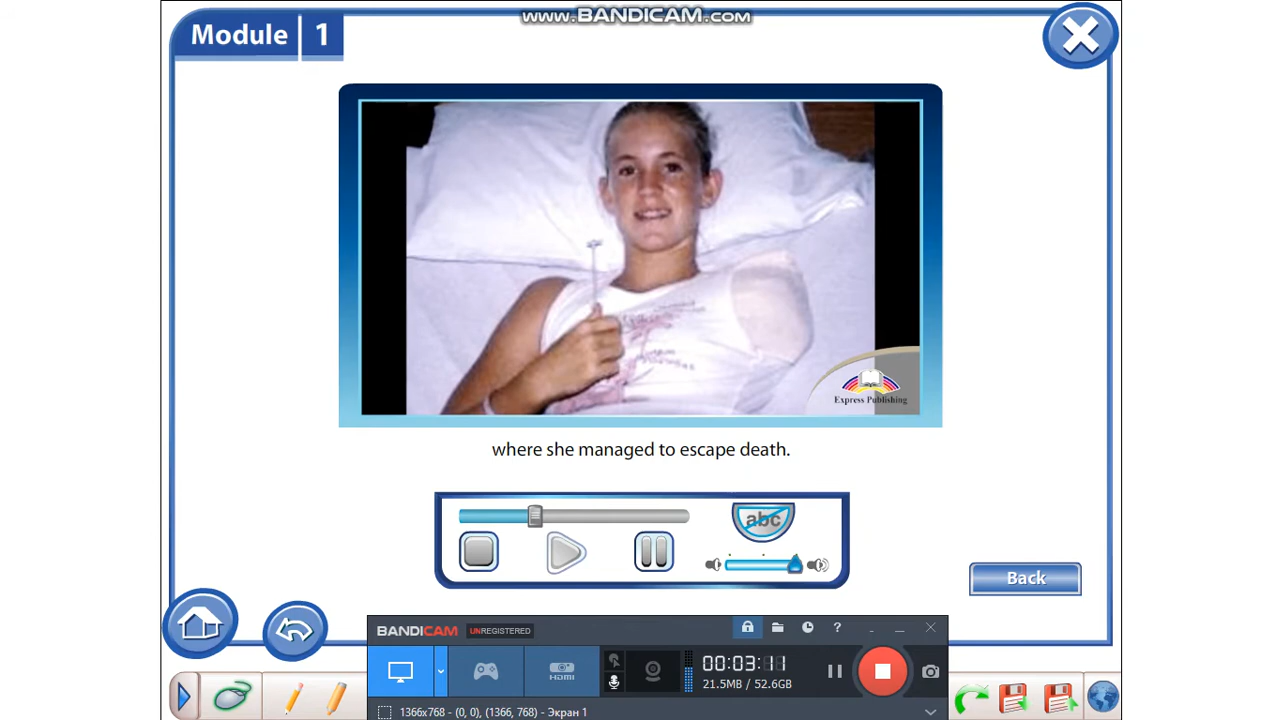 www.BANDICAM.com
Module 1
Express Publishing
where she managed to escape death.
abc
Back
BANDICAM UNREGISTERED
?
HDMI
00:03:11
21.5MB / 52.6GB
1366x768 - (0, 0), (1366, 768) - Экран 1